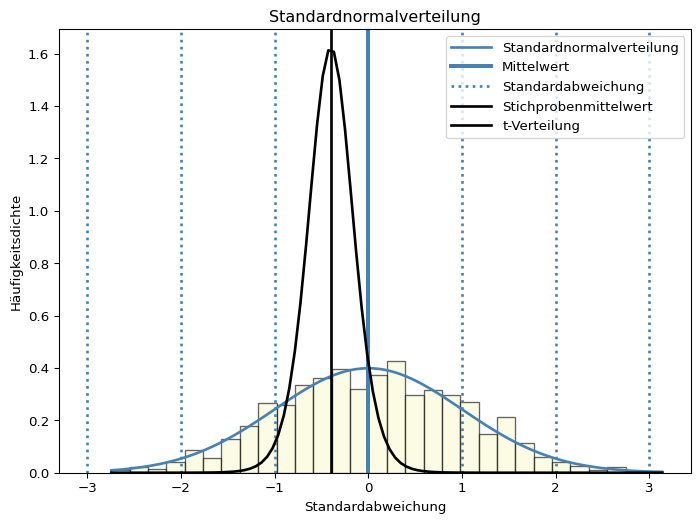 Standardnormalverteilung
Häufigkeitsdichte
1.6
1.4
1.2
1.0
0.8
0.6
0.4
0.2
0.0
Standardnormalverteilung
Mittelwert
Standardabweichung
Stichprobenmittelwert
t-Verteilung
−3 −2 −1 0 1 2 3
Standardabweichung